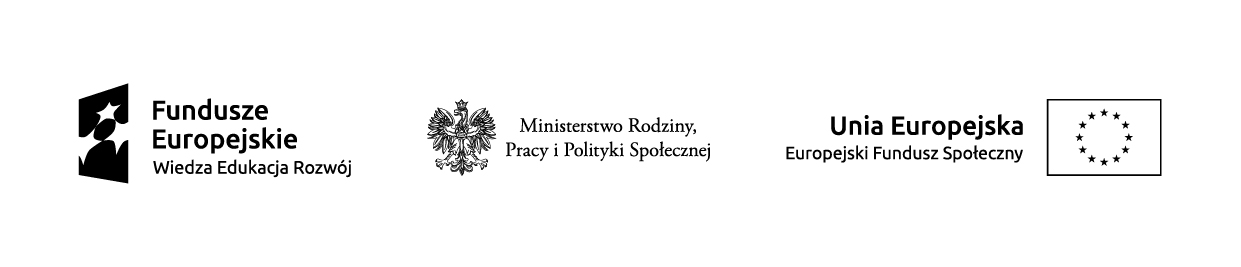 Fundusze
Europejskie
Wiedza Edukacja Rozwój
Ministerstwo Rodziny,
Pracy i Polityki Społecznej
Unia Europejska
Europejski Fundusz Społeczny